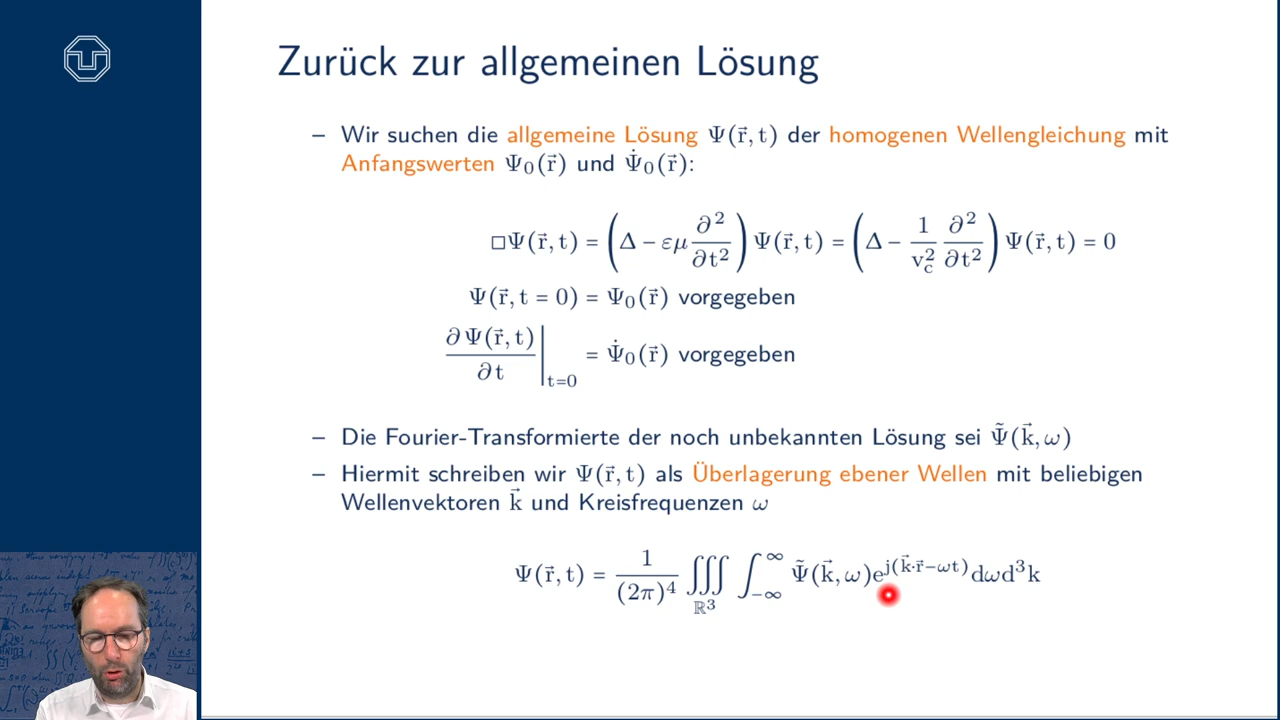 Zurück zur allgemeinen Lösung
– Wir suchen die allgemeine Lösung Ψ(r⃗, t) der homogenen Wellengleichung mit
Anfangswerten Ψ₀(r⃗) und Ψ̇₀(r⃗):
□Ψ(r⃗, t) = (Δ − εμ ∂²/∂t²) Ψ(r⃗, t) = (Δ − 1/v_c² ∂²/∂t²) Ψ(r⃗, t) = 0
Ψ(r⃗, t = 0) = Ψ₀(r⃗) vorgegeben
∂Ψ(r⃗, t)/∂t |_{t=0} = Ψ̇₀(r⃗) vorgegeben
– Die Fourier-Transformierte der noch unbekannten Lösung sei Ψ̃(k⃗, ω)
– Hiermit schreiben wir Ψ(r⃗, t) als Überlagerung ebener Wellen mit beliebigen
Wellenvektoren k⃗ und Kreisfrequenzen ω
Ψ(r⃗, t) = 1/(2π)⁴ ∭_{ℝ³} ∫_{−∞}^{∞} Ψ̃(k⃗, ω)e^{j(k⃗·r⃗−ωt)}dωd³k